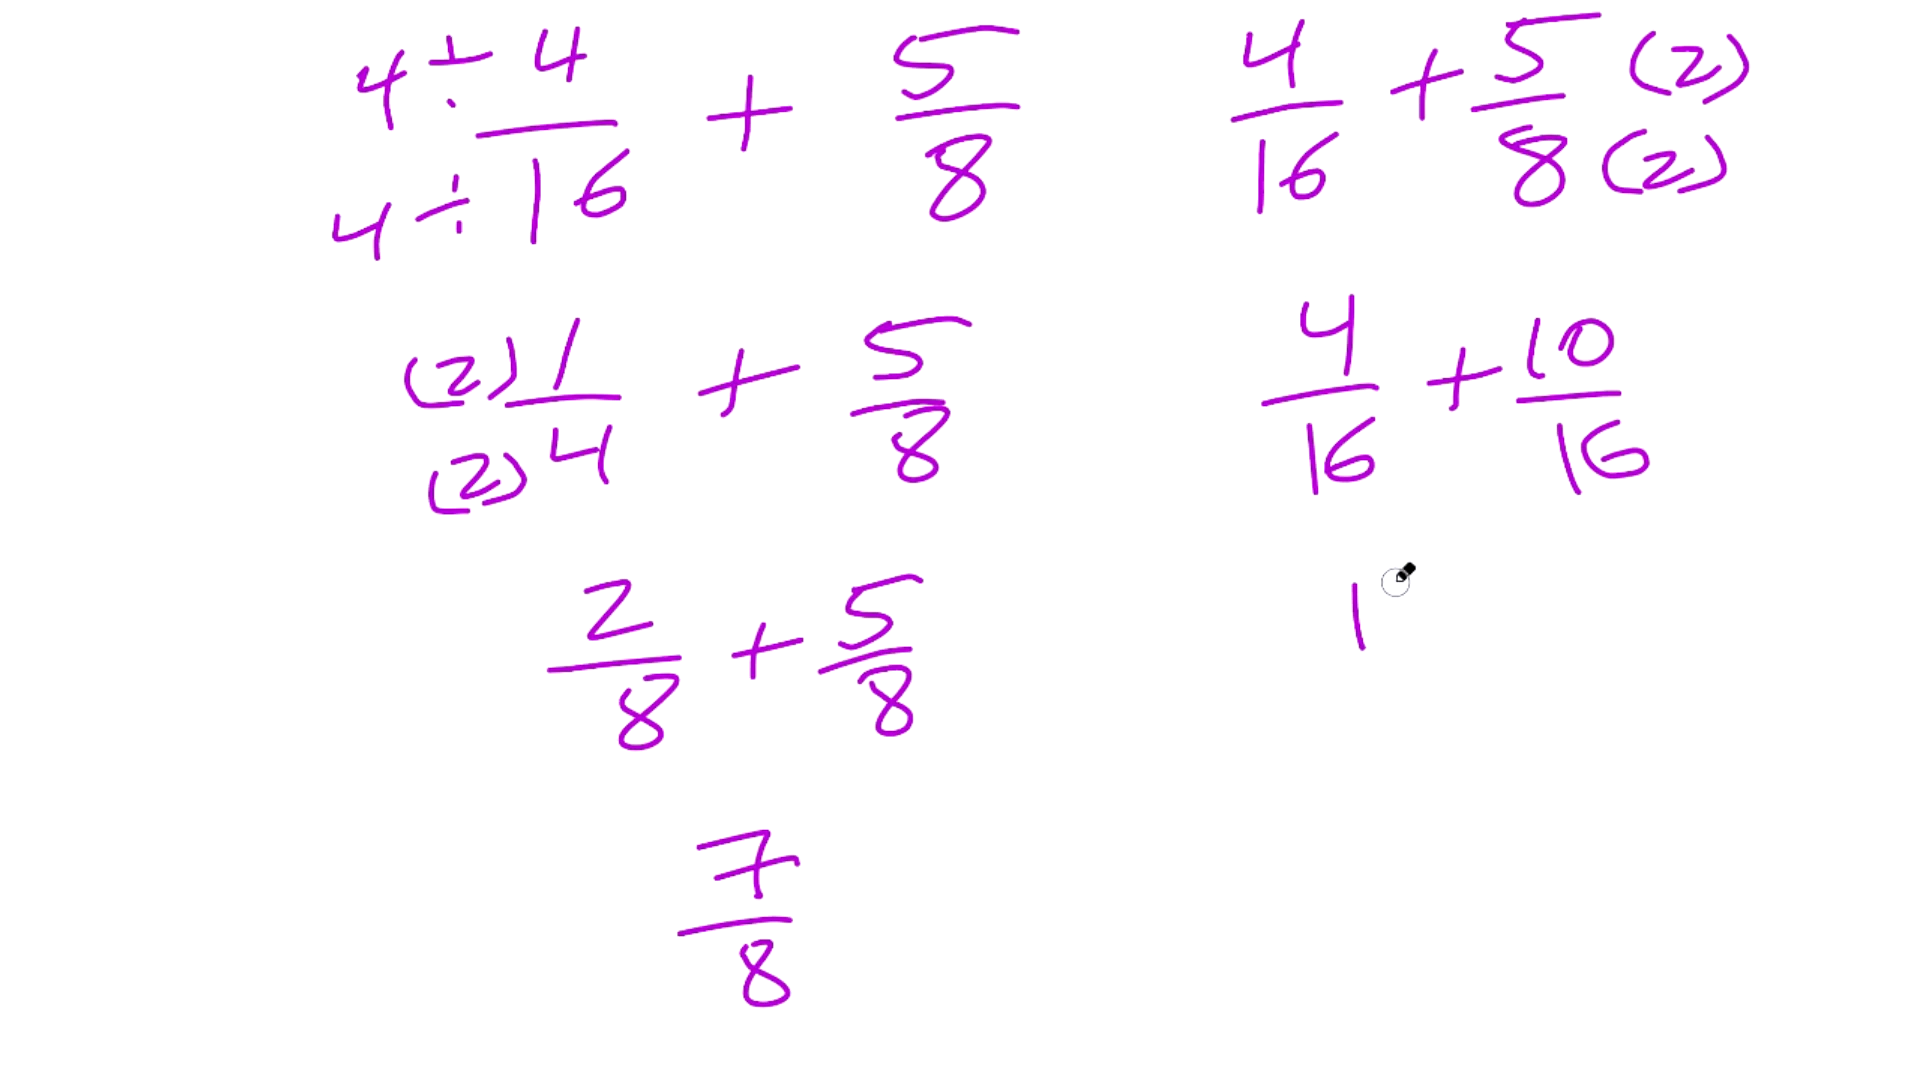 4 ÷ 4/16 ÷ 4 + 5/8
4/16 + 5(2)/8(2)
(2)1/(2)4 + 5/8
4/16 + 10/16
2/8 + 5/8
1
7/8